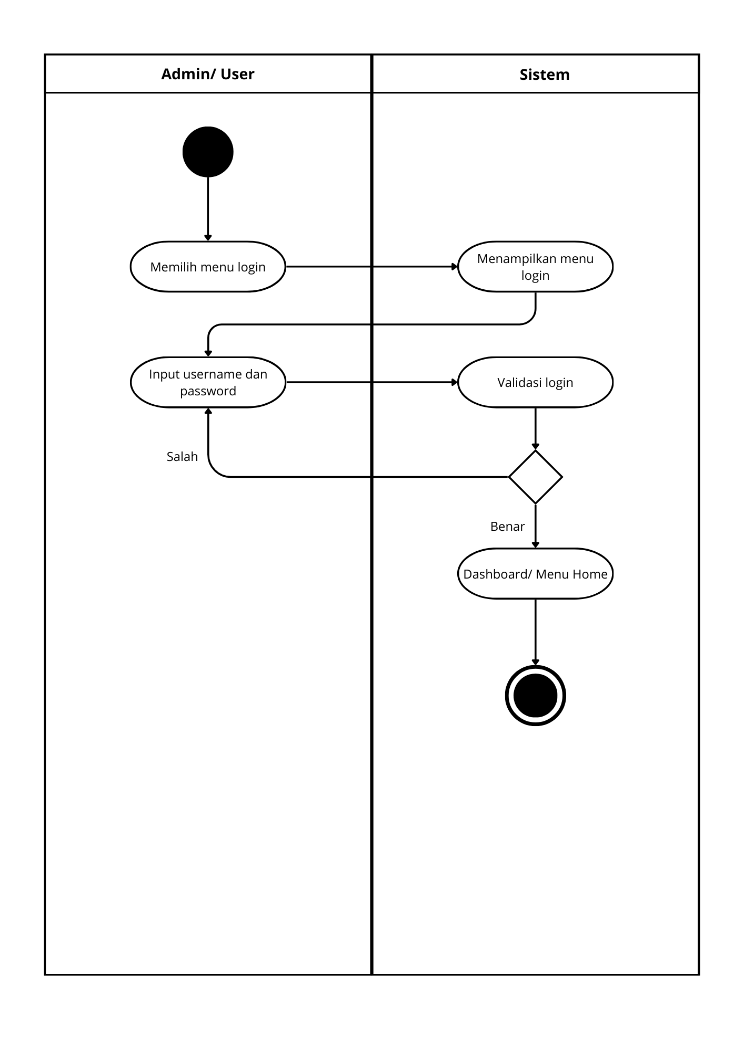 Admin/ User
Sistem
Memilih menu login
Menampilkan menu
login
Input username dan
password
Validasi login
Salah
Benar
Dashboard/ Menu Home